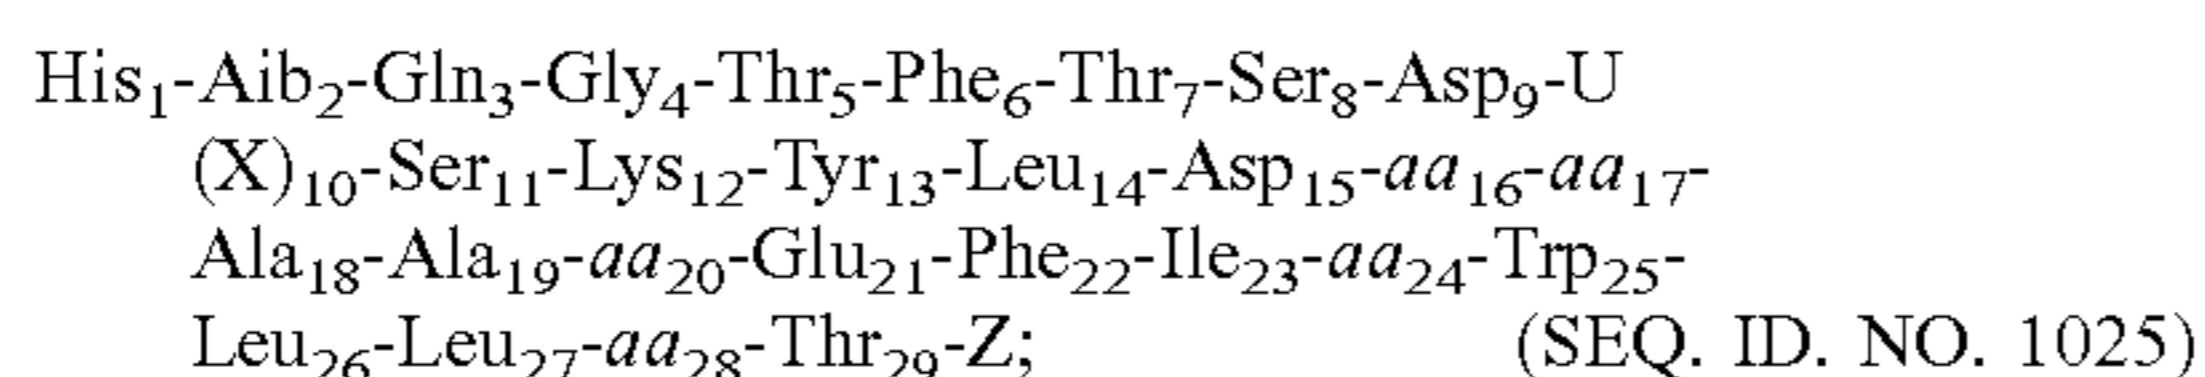 His₁-Aib₂-Gln₃-Gly₄-Thr₅-Phe₆-Thr₇-Ser₈-Asp₉-U
(X)₁₀-Ser₁₁-Lys₁₂-Tyr₁₃-Leu₁₄-Asp₁₅-aa₁₆-aa₁₇-
Ala₁₈-Ala₁₉-aa₂₀-Glu₂₁-Phe₂₂-Ile₂₃-aa₂₄-Trp₂₅-
Leu₂₆-Leu₂₇-aa₂₈-Thr₂₉-Z; (SEQ. ID. NO. 1025)